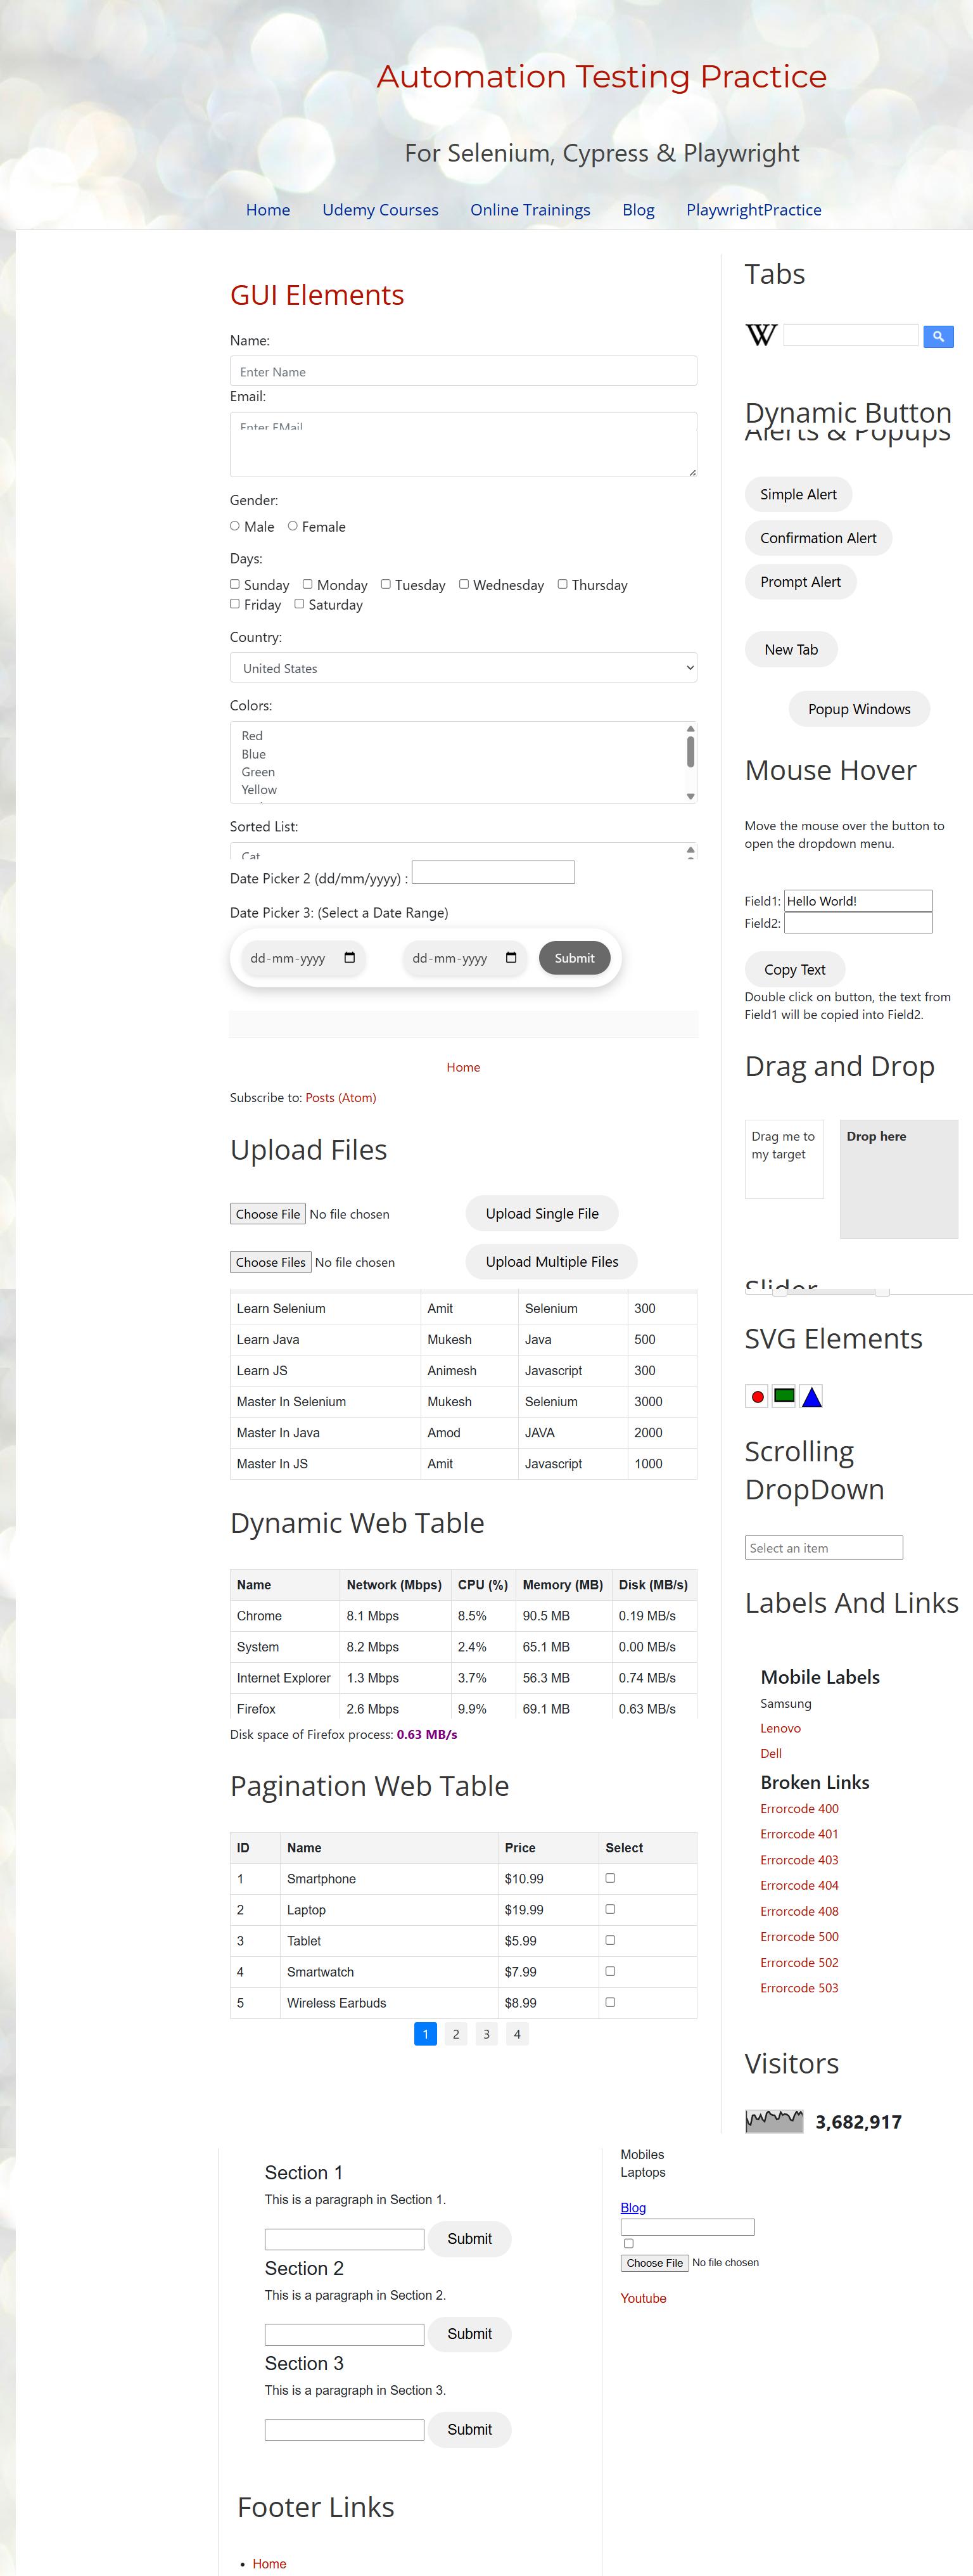 Automation Testing Practice
For Selenium, Cypress & Playwright
Home Udemy Courses Online Trainings Blog PlaywrightPractice
GUI Elements
Name:
Enter Name
Email:
Enter EMail
Gender:
Male Female
Days:
Sunday Monday Tuesday Wednesday Thursday
Friday Saturday
Country:
United States
Colors:
Red
Blue
Green
Yellow
Sorted List:
Cat
Date Picker 2 (dd/mm/yyyy) :
Date Picker 3: (Select a Date Range)
dd-mm-yyyy dd-mm-yyyy Submit
Home
Subscribe to: Posts (Atom)
Upload Files
Choose File No file chosen Upload Single File
Choose Files No file chosen Upload Multiple Files
Learn Selenium Amit Selenium 300
Learn Java Mukesh Java 500
Learn JS Animesh Javascript 300
Master In Selenium Mukesh Selenium 3000
Master In Java Amod JAVA 2000
Master In JS Amit Javascript 1000
Dynamic Web Table
Name Network (Mbps) CPU (%) Memory (MB) Disk (MB/s)
Chrome 8.1 Mbps 8.5% 90.5 MB 0.19 MB/s
System 8.2 Mbps 2.4% 65.1 MB 0.00 MB/s
Internet Explorer 1.3 Mbps 3.7% 56.3 MB 0.74 MB/s
Firefox 2.6 Mbps 9.9% 69.1 MB 0.63 MB/s
Disk space of Firefox process: 0.63 MB/s
Pagination Web Table
ID Name Price Select
1 Smartphone $10.99
2 Laptop $19.99
3 Tablet $5.99
4 Smartwatch $7.99
5 Wireless Earbuds $8.99
1 2 3 4
Tabs
W
Dynamic Button
Alerts & Popups
Simple Alert
Confirmation Alert
Prompt Alert
New Tab
Popup Windows
Mouse Hover
Move the mouse over the button to
open the dropdown menu.
Field1: Hello World!
Field2:
Copy Text
Double click on button, the text from
Field1 will be copied into Field2.
Drag and Drop
Drag me to
my target
Drop here
Slider
SVG Elements
Scrolling
DropDown
Select an item
Labels And Links
Mobile Labels
Samsung
Lenovo
Dell
Broken Links
Errorcode 400
Errorcode 401
Errorcode 403
Errorcode 404
Errorcode 408
Errorcode 500
Errorcode 502
Errorcode 503
Visitors
3,682,917
Section 1
This is a paragraph in Section 1.
Submit
Section 2
This is a paragraph in Section 2.
Submit
Section 3
This is a paragraph in Section 3.
Submit
Footer Links
Home
Mobiles
Laptops
Blog
Choose File No file chosen
Youtube